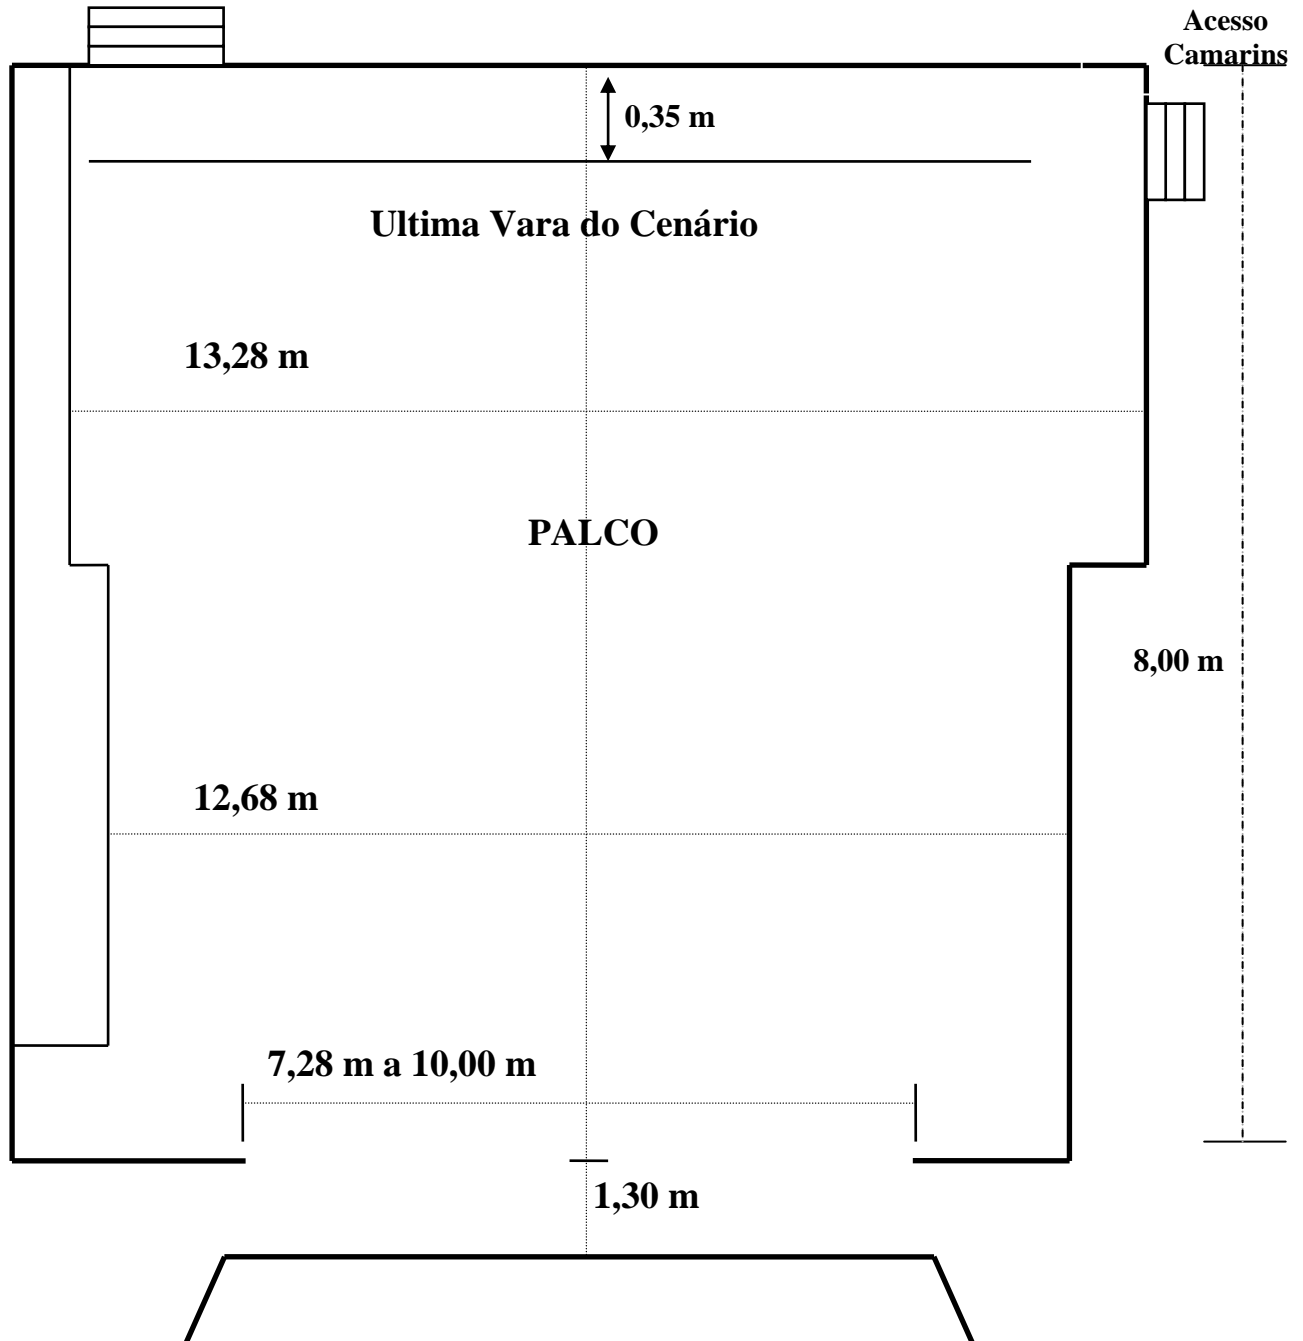 Acesso
Camarins
0,35 m
Ultima Vara do Cenário
13,28 m
PALCO
8,00 m
12,68 m
7,28 m a 10,00 m
1,30 m